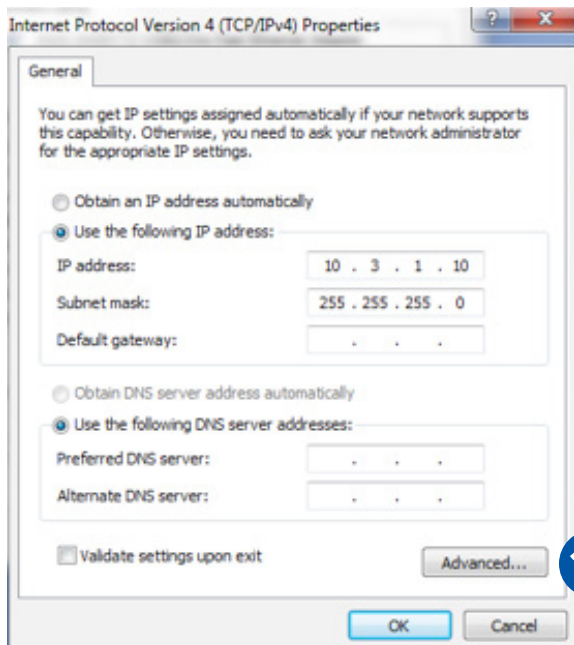 Internet Protocol Version 4 (TCP/IPv4) Properties
General
You can get IP settings assigned automatically if your network supports
this capability. Otherwise, you need to ask your network administrator
for the appropriate IP settings.
Obtain an IP address automatically
Use the following IP address:
IP address: 10 . 3 . 1 . 10
Subnet mask: 255 . 255 . 255 . 0
Default gateway: . . .
Obtain DNS server address automatically
Use the following DNS server addresses:
Preferred DNS server: . . .
Alternate DNS server: . . .
Validate settings upon exit
Advanced...
OK Cancel